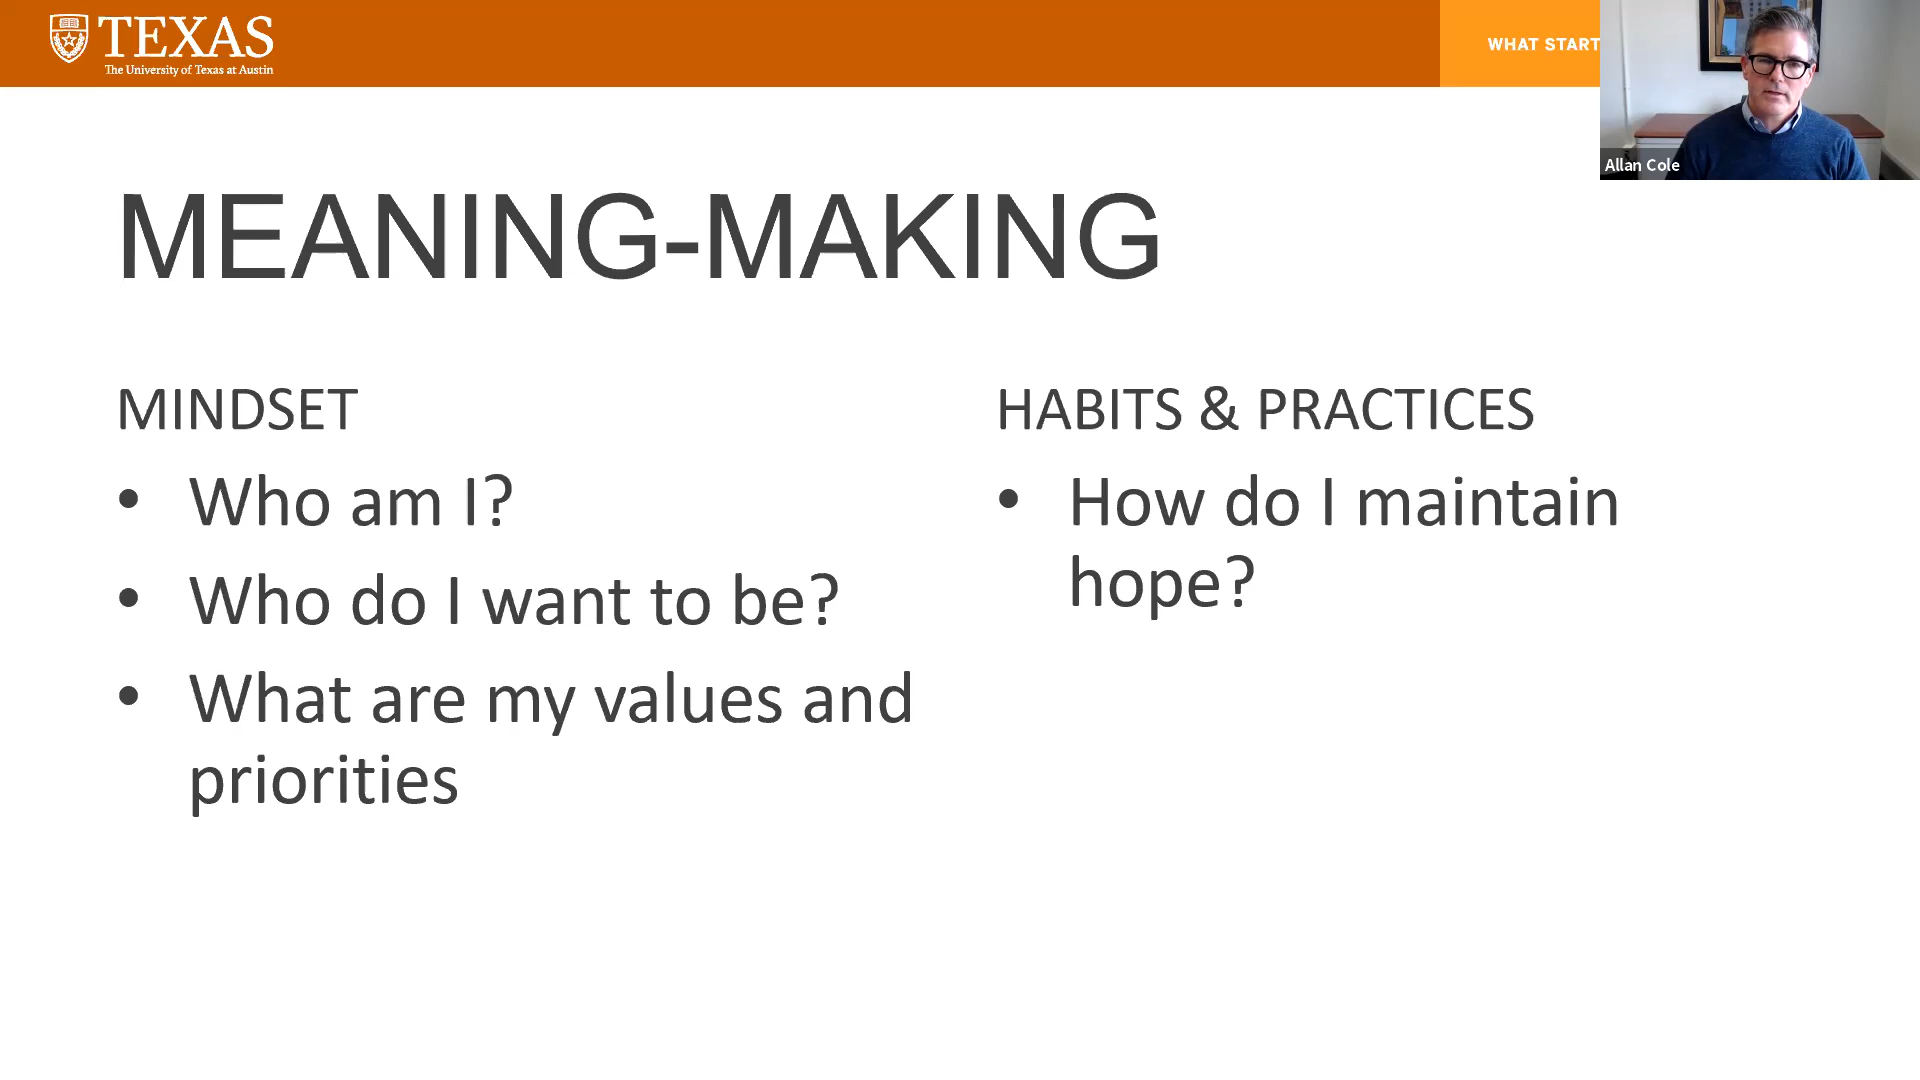 TEXAS
The University of Texas at Austin
WHAT START
Allan Cole
MEANING-MAKING
MINDSET
• Who am I?
• Who do I want to be?
• What are my values and
priorities
HABITS & PRACTICES
• How do I maintain
hope?